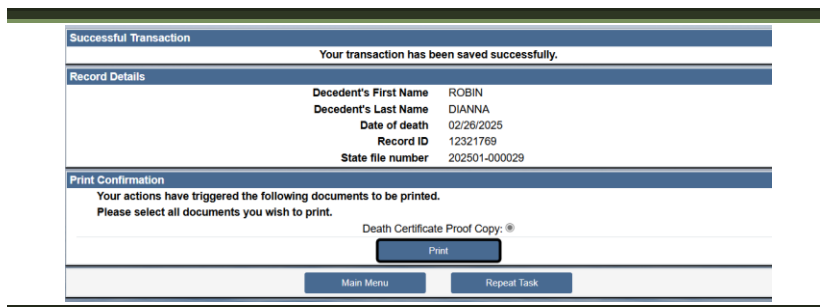 Successful Transaction
Your transaction has been saved successfully.
Record Details
Decedent's First Name ROBIN
Decedent's Last Name DIANNA
Date of death 02/26/2025
Record ID 12321769
State file number 202501-000029
Print Confirmation
Your actions have triggered the following documents to be printed.
Please select all documents you wish to print.
Death Certificate Proof Copy:
Print
Main Menu Repeat Task